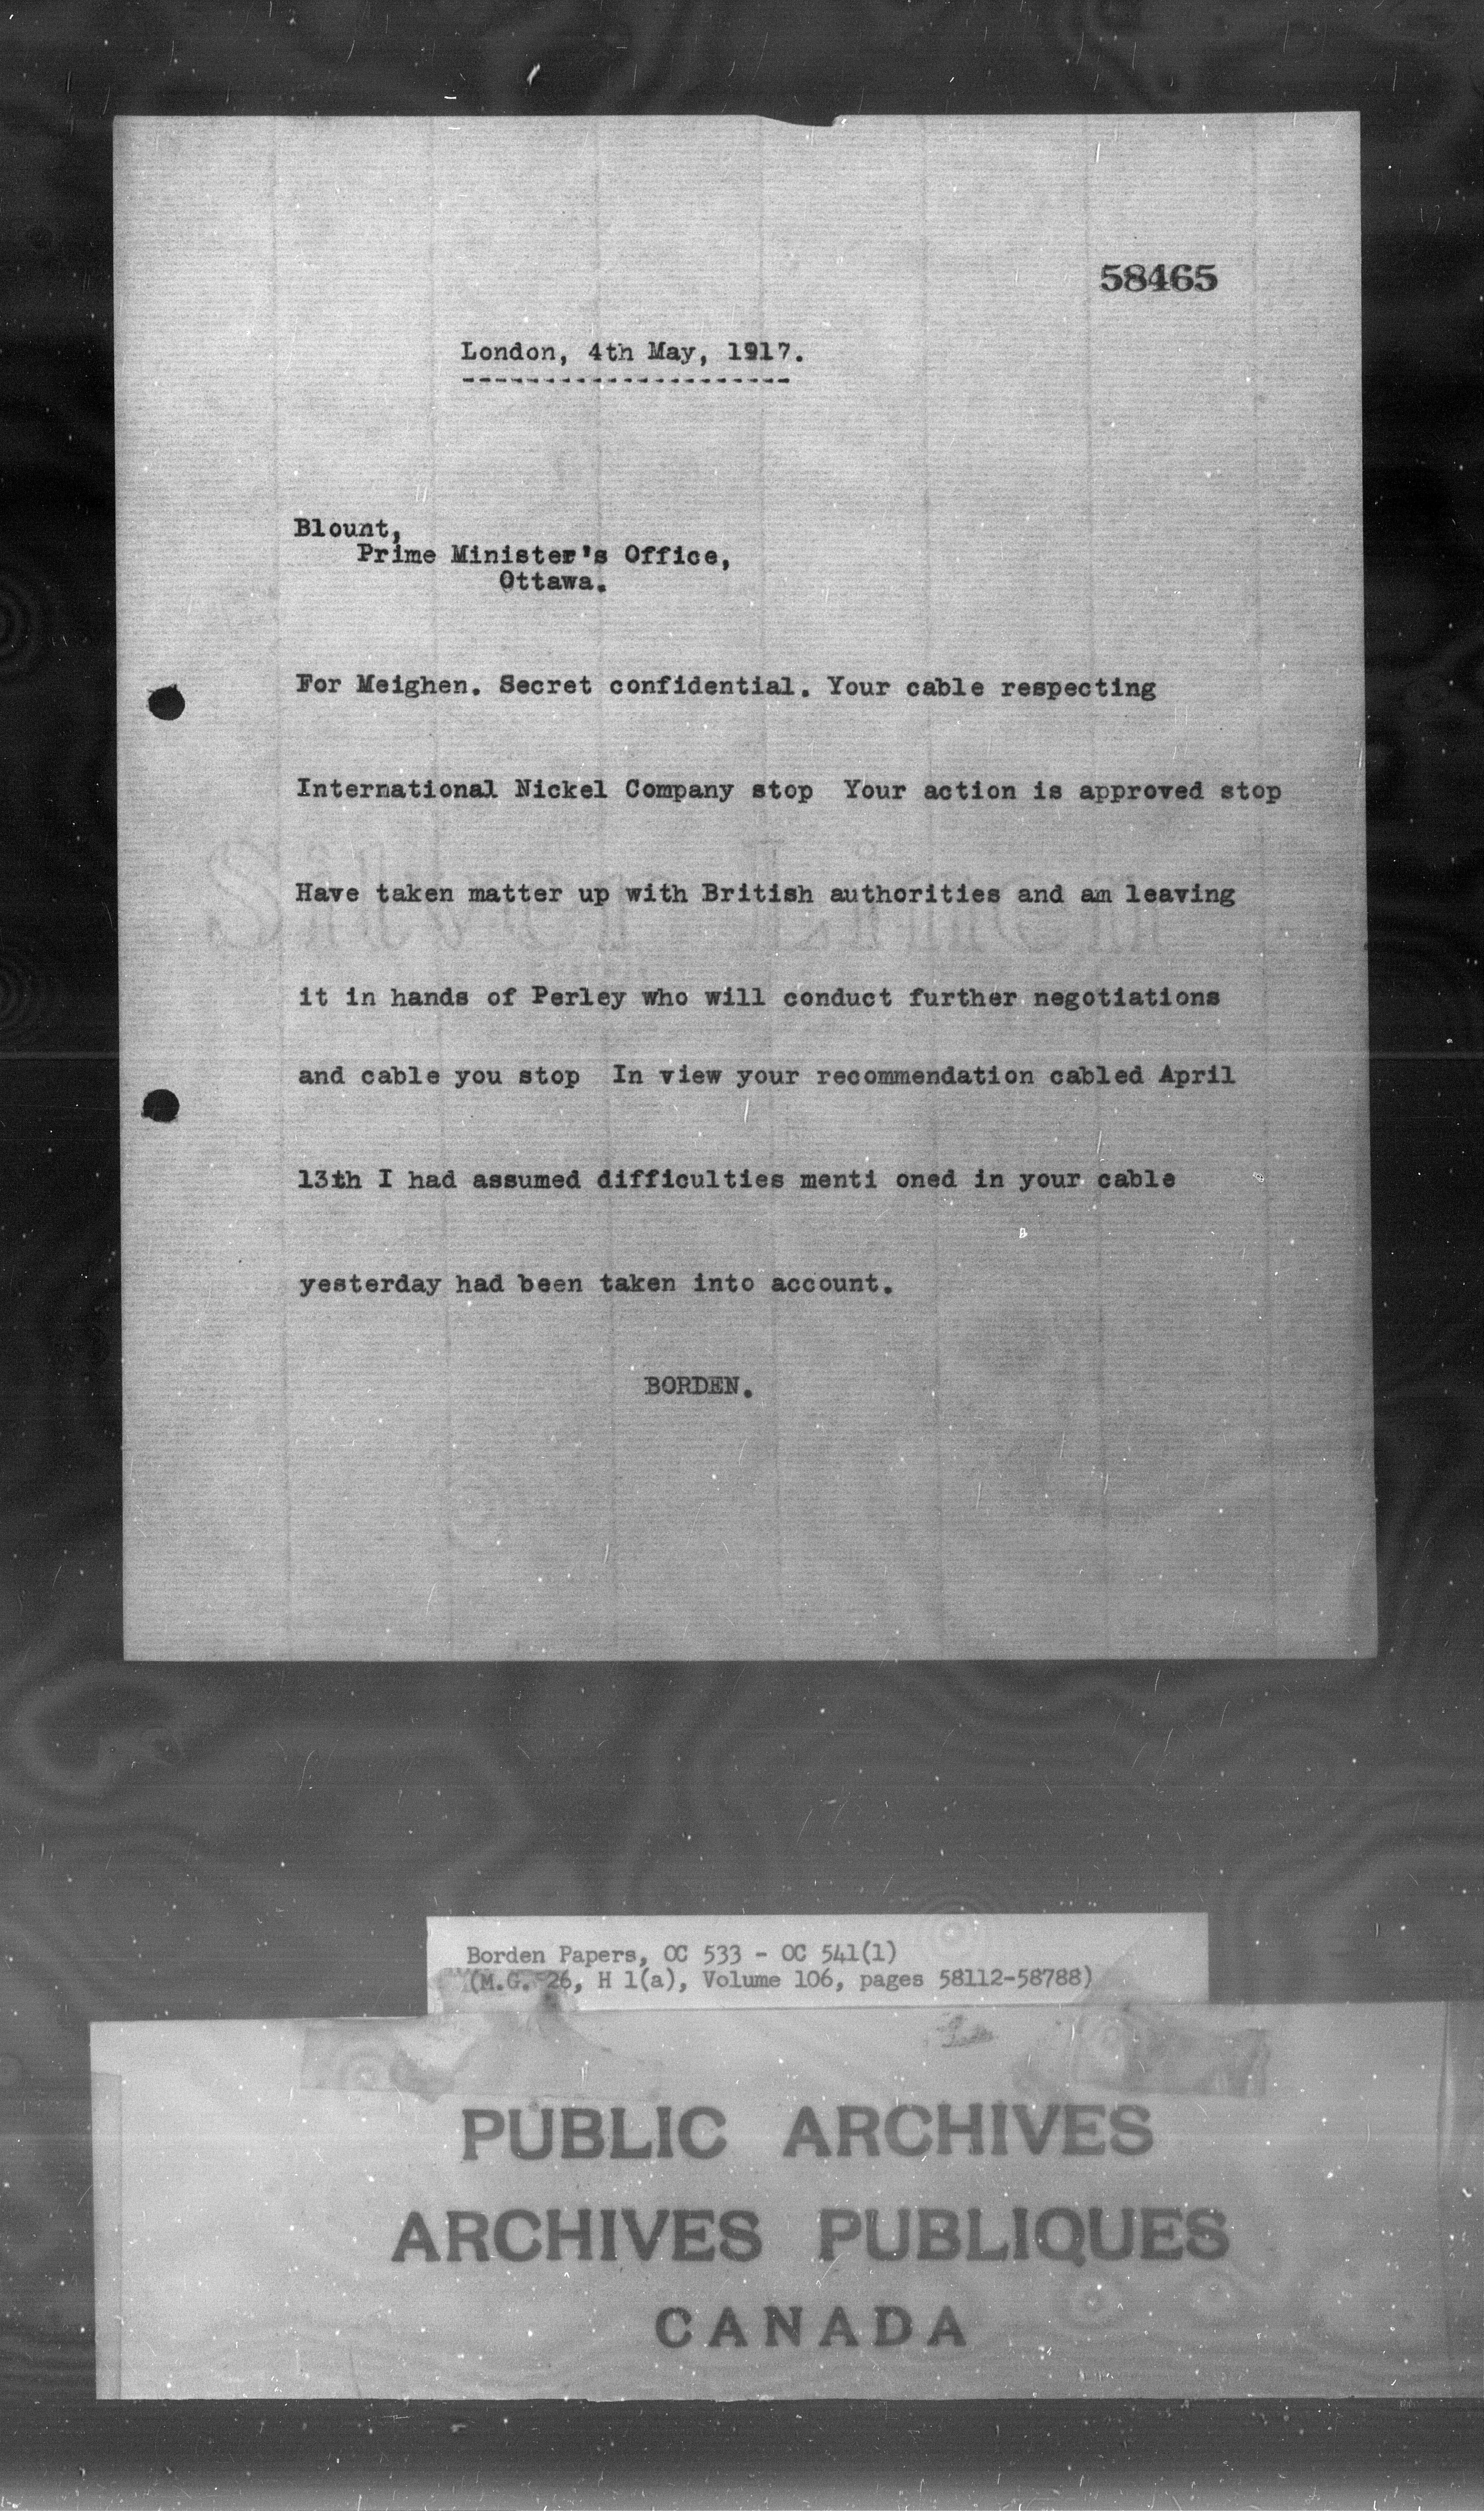 58465
London, 4th May, 1917.
---------------------
Blount,
Prime Minister's Office,
Ottawa.
For Meighen. Secret confidential. Your cable respecting
International Nickel Company stop Your action is approved stop
Have taken matter up with British authorities and am leaving
it in hands of Perley who will conduct further negotiations
and cable you stop In view your recommendation cabled April
13th I had assumed difficulties menti oned in your cable
yesterday had been taken into account.
BORDEN.
Borden Papers, OC 533 - OC 541(1)
(M.G. 26, H 1(a), Volume 106, pages 58112-58788)
PUBLIC ARCHIVES
ARCHIVES PUBLIQUES
CANADA